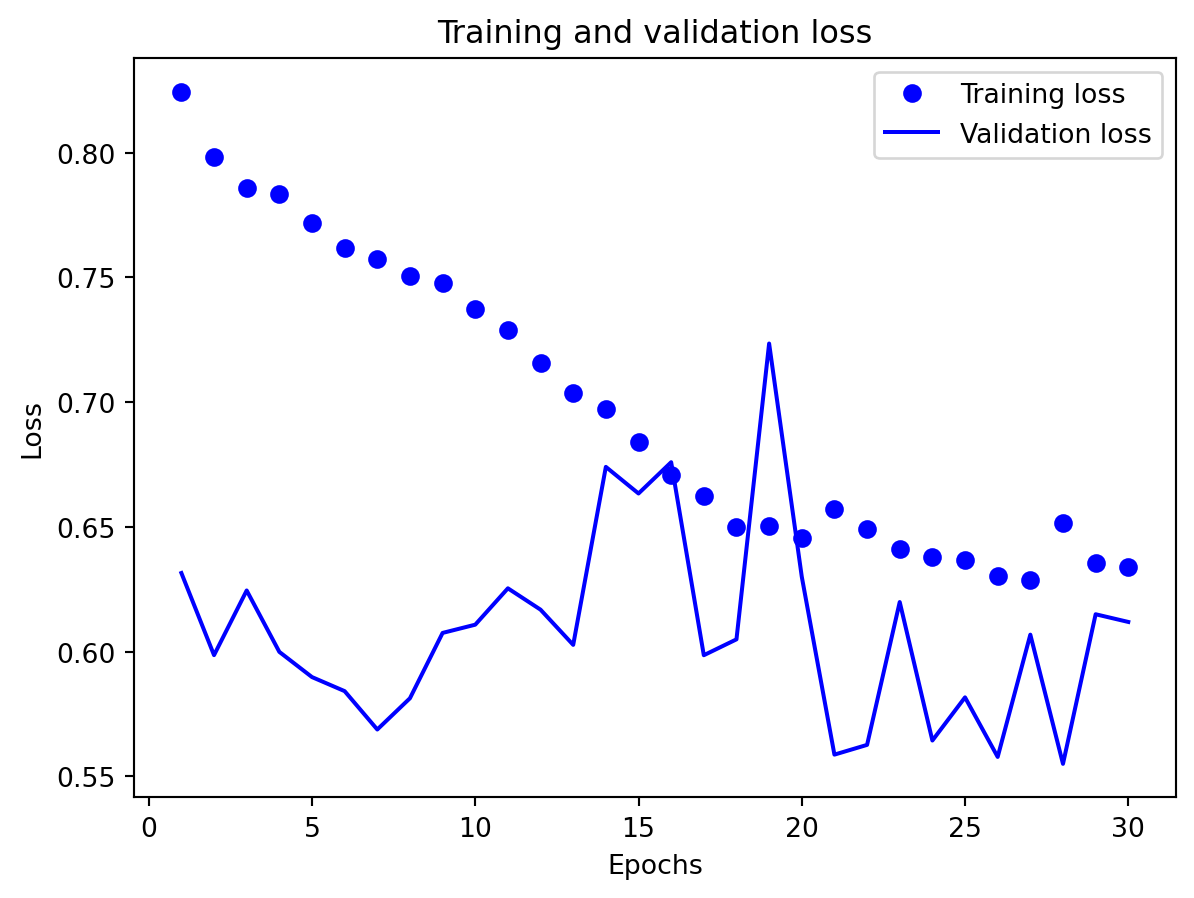 Training and validation loss
Training loss
Validation loss
0.80
0.75
0.70
0.65
0.60
0.55
Loss
0 5 10 15 20 25 30
Epochs